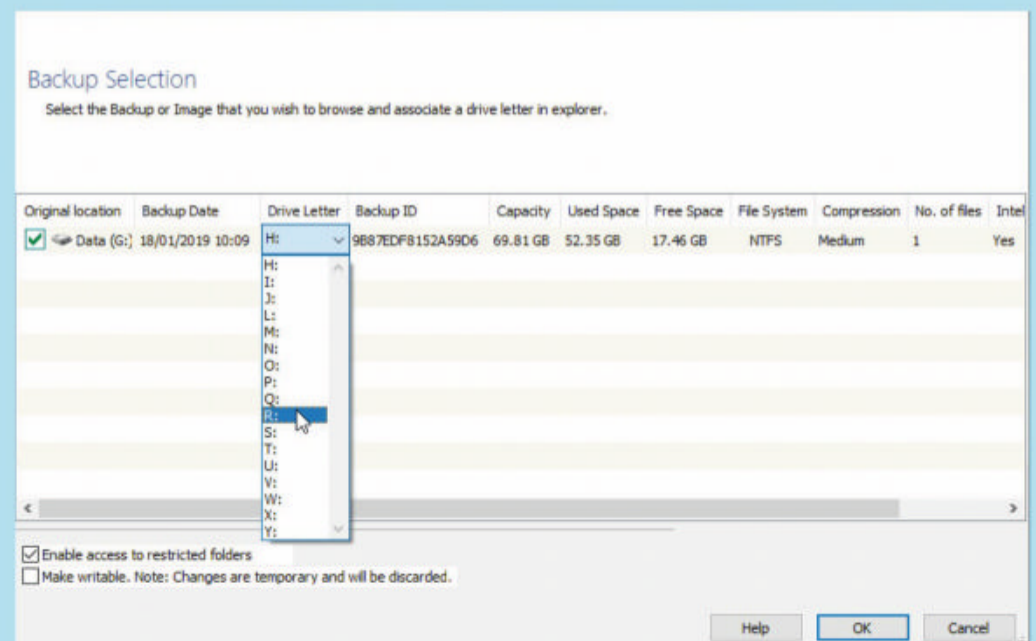 Backup Selection
Select the Backup or Image that you wish to browse and associate a drive letter in explorer.
Original location Backup Date Drive Letter Backup ID Capacity Used Space Free Space File System Compression No. of files Intel
Data (G:) 18/01/2019 10:09 H: 9B87EDF8152A59D6 69.81 GB 52.35 GB 17.46 GB NTFS Medium 1 Yes
H:
I:
J:
L:
M:
N:
O:
P:
Q:
R:
S:
T:
U:
V:
W:
X:
Y:
Enable access to restricted folders
Make writable. Note: Changes are temporary and will be discarded.
Help OK Cancel